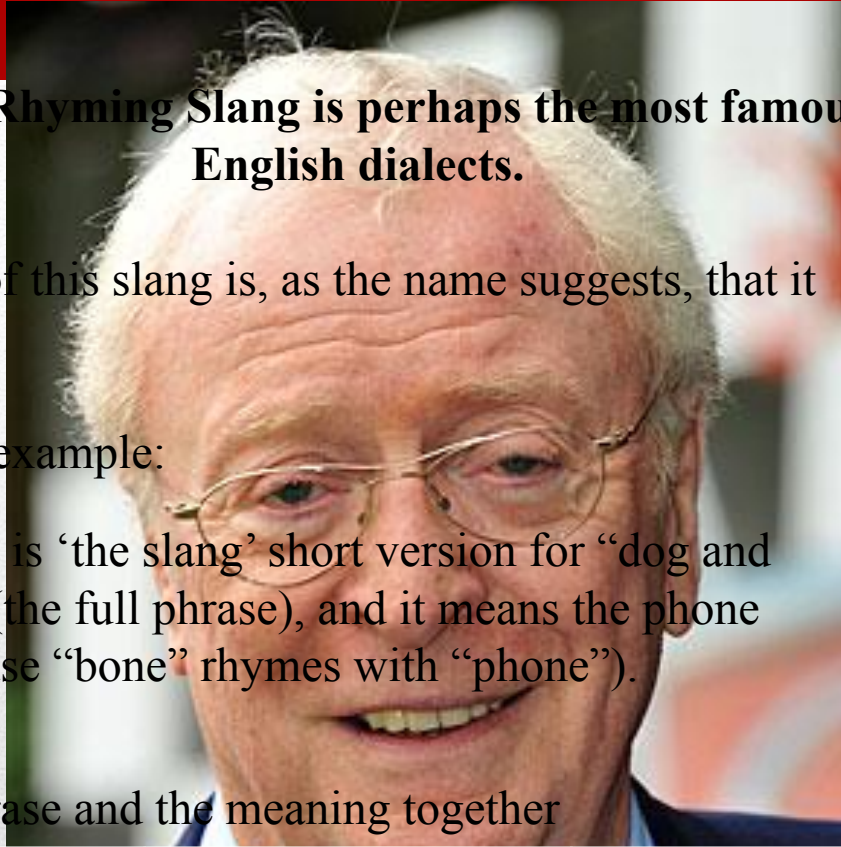 Rhyming Slang is perhaps the most famou
English dialects.
of this slang is, as the name suggests, that it
example:
is ‘the slang’ short version for “dog and
(the full phrase), and it means the phone
se “bone” rhymes with “phone”).
ase and the meaning together